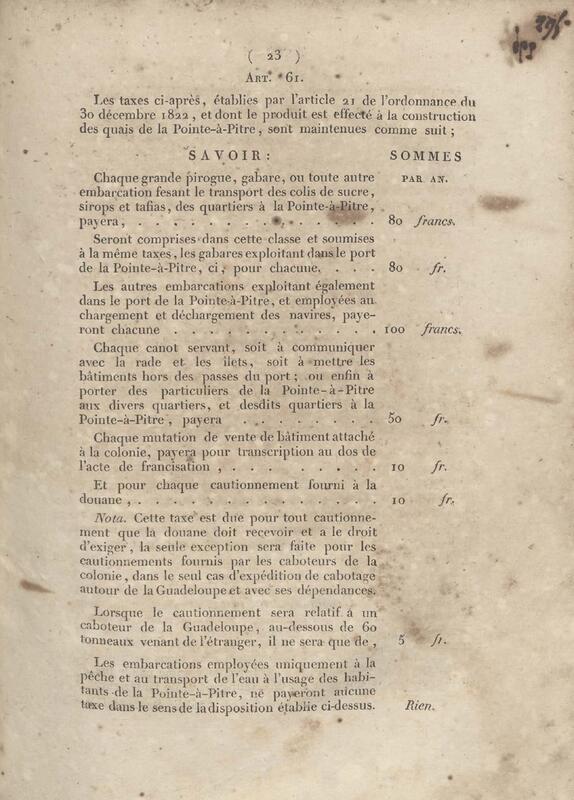 ( 23 )
ART. 61.
Les taxes ci-après, établies par l'article 21 de l'ordonnance du
30 décembre 1822, et dont le produit est effecté à la construction
des quais de la Pointe-à-Pitre, sont maintenues comme suit ;
SAVOIR : SOMMES
PAR AN.
Chaque grande pirogue, gabare, ou toute autre
embarcation fesant le transport des colis de sucre,
sirops et tafias, des quartiers à la Pointe-à-Pitre,
payera, . . . . . . . . . . . . . . 80 francs.
Seront comprises dans cette classe et soumises
à la même taxes, les gabares exploitant dans le port
de la Pointe-à-Pitre, ci, pour chacune. . . . 80 fr.
Les autres embarcations exploitant également
dans le port de la Pointe-à-Pitre, et employées au
chargement et déchargement des navires, paye-
ront chacune . . . . . . . . . . . . . 100 francs.
Chaque canot servant, soit à communiquer
avec la rade et les îlets, soit à mettre les
bâtiments hors des passes du port ; ou enfin à
porter des particuliers de la Pointe-à-Pitre
aux divers quartiers, et desdits quartiers à la
Pointe-à-Pitre, payera . . . . . . . . 50 fr.
Chaque mutation de vente de bâtiment attaché
à la colonie, payera pour transcription au dos de
l'acte de francisation, . . . . . . . . 10 fr.
Et pour chaque cautionnement fourni à la
douane, . . . . . . . . . . . . . . . 10 fr.
Nota. Cette taxe est due pour tout cautionne-
ment que la douane doit recevoir et a le droit
d'exiger, la seule exception sera faite pour les
cautionnements fournis par les caboteurs de la
colonie, dans le seul cas d'expédition de cabotage
autour de la Guadeloupe et avec ses dépendances.
Lorsque le cautionnement sera relatif à un
caboteur de la Guadeloupe, au-dessous de 60
tonneaux venant de l'étranger, il ne sera que de, 5 fr.
Les embarcations employées uniquement à la
pêche et au transport de l'eau à l'usage des habi-
tants de la Pointe-à-Pitre, ne payeront aucune
taxe dans le sens de la disposition établie ci-dessus. Rien.